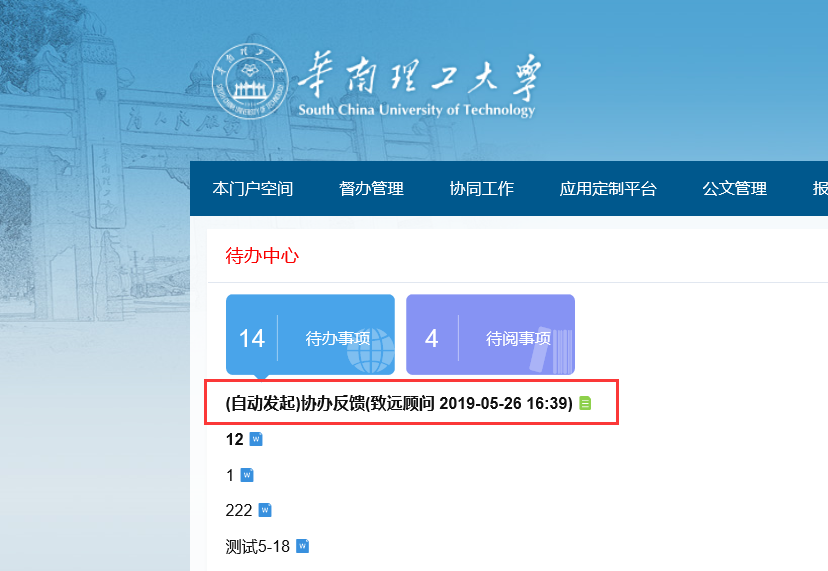 華南理工大学
South China University of Technology
本门户空间 督办管理 协同工作 应用定制平台 公文管理 报
待办中心
14 待办事项 4 待阅事项
(自动发起)协办反馈(致远顾问 2019-05-26 16:39)
12
1
222
测试5-18